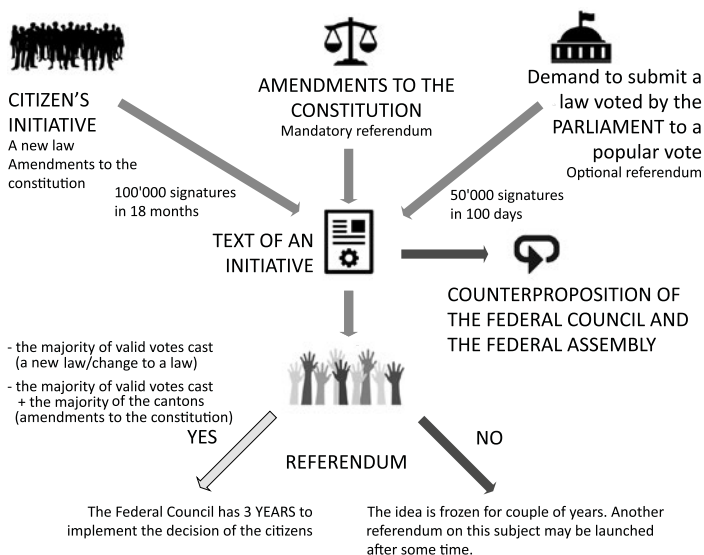 CITIZEN'S
INITIATIVE
A new law
Amendments to the
constitution
100'000 signatures
in 18 months
AMENDMENTS TO THE
CONSTITUTION
Mandatory referendum
Demand to submit a
law voted by the
PARLIAMENT to a
popular vote
Optional referendum
50'000 signatures
in 100 days
TEXT OF AN
INITIATIVE
COUNTERPROPOSITION OF
THE FEDERAL COUNCIL AND
THE FEDERAL ASSEMBLY
- the majority of valid votes cast
(a new law/change to a law)
- the majority of valid votes cast
+ the majority of the cantons
(amendments to the constitution)
YES
NO
REFERENDUM
The Federal Council has 3 YEARS to
implement the decision of the citizens
The idea is frozen for couple of years. Another
referendum on this subject may be launched
after some time.